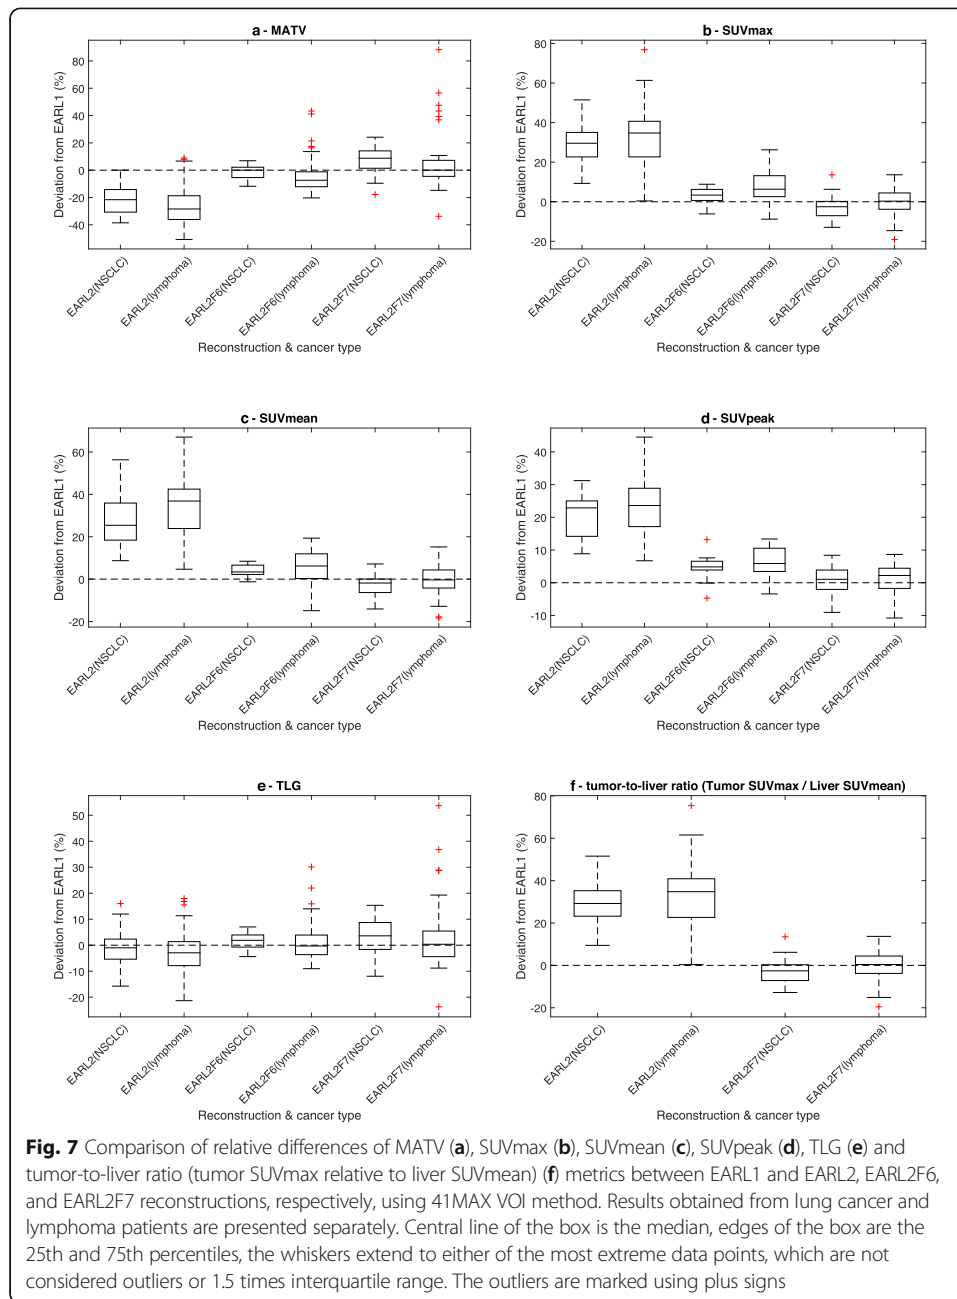 a - MATV
80
60
40
20
0
-20
-40
Deviation from EARL1 (%)
EARL2(NSCLC)
EARL2(lymphoma)
EARL2F6(NSCLC)
EARL2F6(lymphoma)
EARL2F7(NSCLC)
EARL2F7(lymphoma)
Reconstruction & cancer type
b - SUVmax
80
60
40
20
0
-20
Deviation from EARL1 (%)
EARL2(NSCLC)
EARL2(lymphoma)
EARL2F6(NSCLC)
EARL2F6(lymphoma)
EARL2F7(NSCLC)
EARL2F7(lymphoma)
Reconstruction & cancer type
c - SUVmean
60
40
20
0
-20
Deviation from EARL1 (%)
EARL2(NSCLC)
EARL2(lymphoma)
EARL2F6(NSCLC)
EARL2F6(lymphoma)
EARL2F7(NSCLC)
EARL2F7(lymphoma)
Reconstruction & cancer type
d - SUVpeak
40
30
20
10
0
-10
Deviation from EARL1 (%)
EARL2(NSCLC)
EARL2(lymphoma)
EARL2F6(NSCLC)
EARL2F6(lymphoma)
EARL2F7(NSCLC)
EARL2F7(lymphoma)
Reconstruction & cancer type
e - TLG
50
40
30
20
10
0
-10
-20
Deviation from EARL1 (%)
EARL2(NSCLC)
EARL2(lymphoma)
EARL2F6(NSCLC)
EARL2F6(lymphoma)
EARL2F7(NSCLC)
EARL2F7(lymphoma)
Reconstruction & cancer type
f - tumor-to-liver ratio (Tumor SUVmax / Liver SUVmean)
80
60
40
20
0
-20
Deviation from EARL1 (%)
EARL2(NSCLC)
EARL2(lymphoma)
EARL2F7(NSCLC)
EARL2F7(lymphoma)
Reconstruction & cancer type
Fig. 7 Comparison of relative differences of MATV (a), SUVmax (b), SUVmean (c), SUVpeak (d), TLG (e) and
tumor-to-liver ratio (tumor SUVmax relative to liver SUVmean) (f) metrics between EARL1 and EARL2, EARL2F6,
and EARL2F7 reconstructions, respectively, using 41MAX VOI method. Results obtained from lung cancer and
lymphoma patients are presented separately. Central line of the box is the median, edges of the box are the
25th and 75th percentiles, the whiskers extend to either of the most extreme data points, which are not
considered outliers or 1.5 times interquartile range. The outliers are marked using plus signs